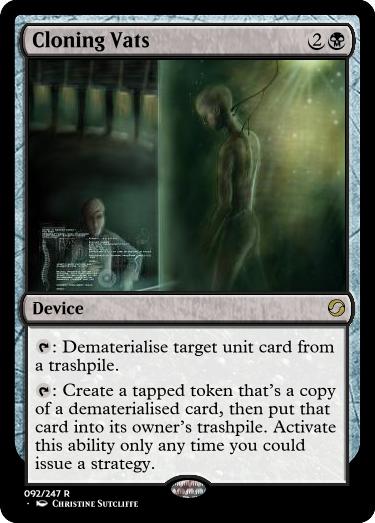 Cloning Vats 2
Device
: Dematerialise target unit card from
a trashpile.
: Create a tapped token that's a copy
of a dematerialised card, then put that
card into its owner's trashpile. Activate
this ability only any time you could
issue a strategy.
092/247 R
· Christine Sutcliffe